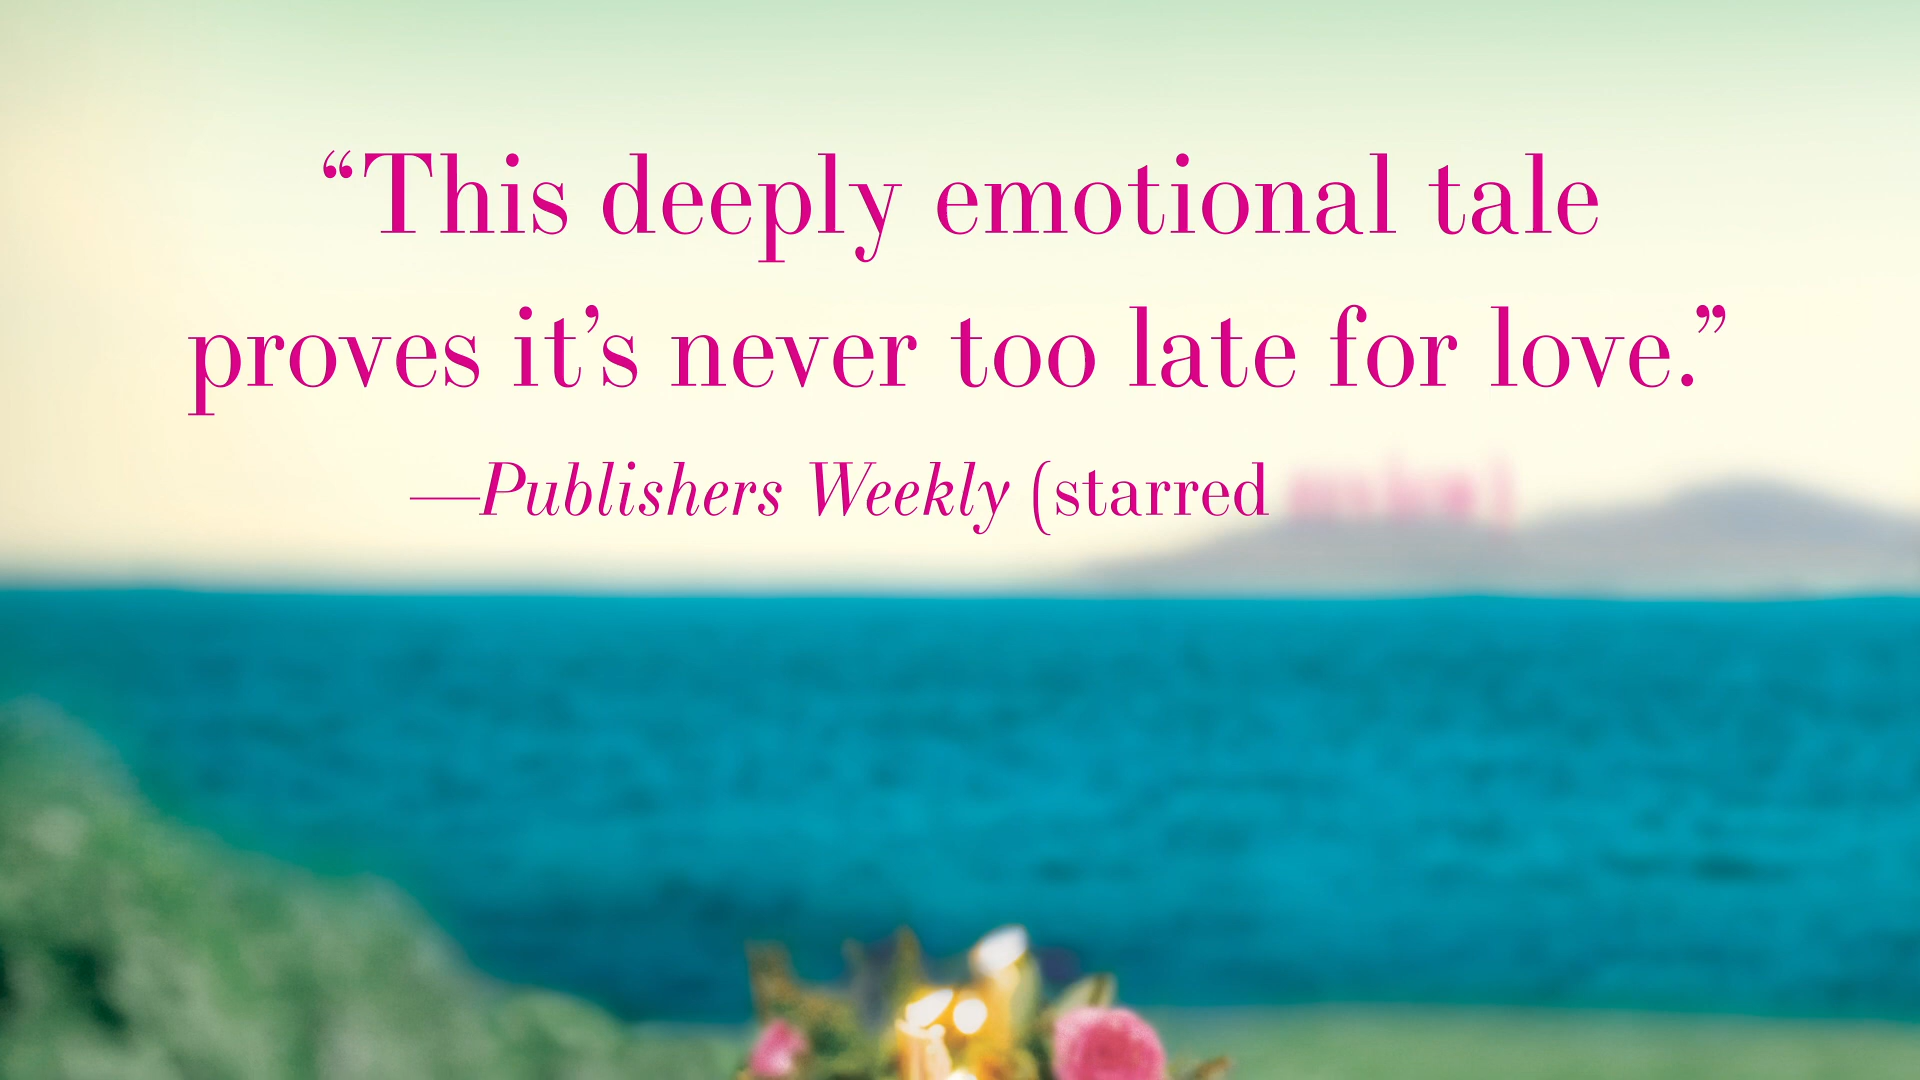 “This deeply emotional tale
proves it’s never too late for love.”
—Publishers Weekly (starred